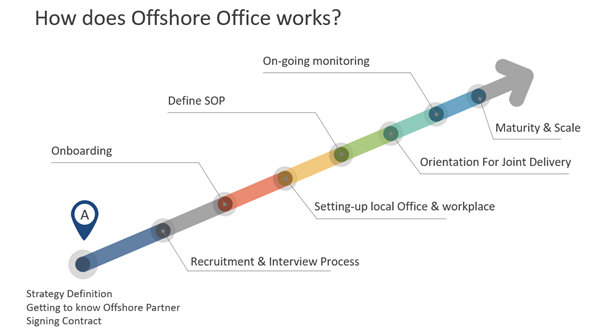 How does Offshore Office works?
On-going monitoring
Define SOP
Maturity & Scale
Onboarding
Orientation For Joint Delivery
Setting-up local Office & workplace
A
Recruitment & Interview Process
Strategy Definition
Getting to know Offshore Partner
Signing Contract